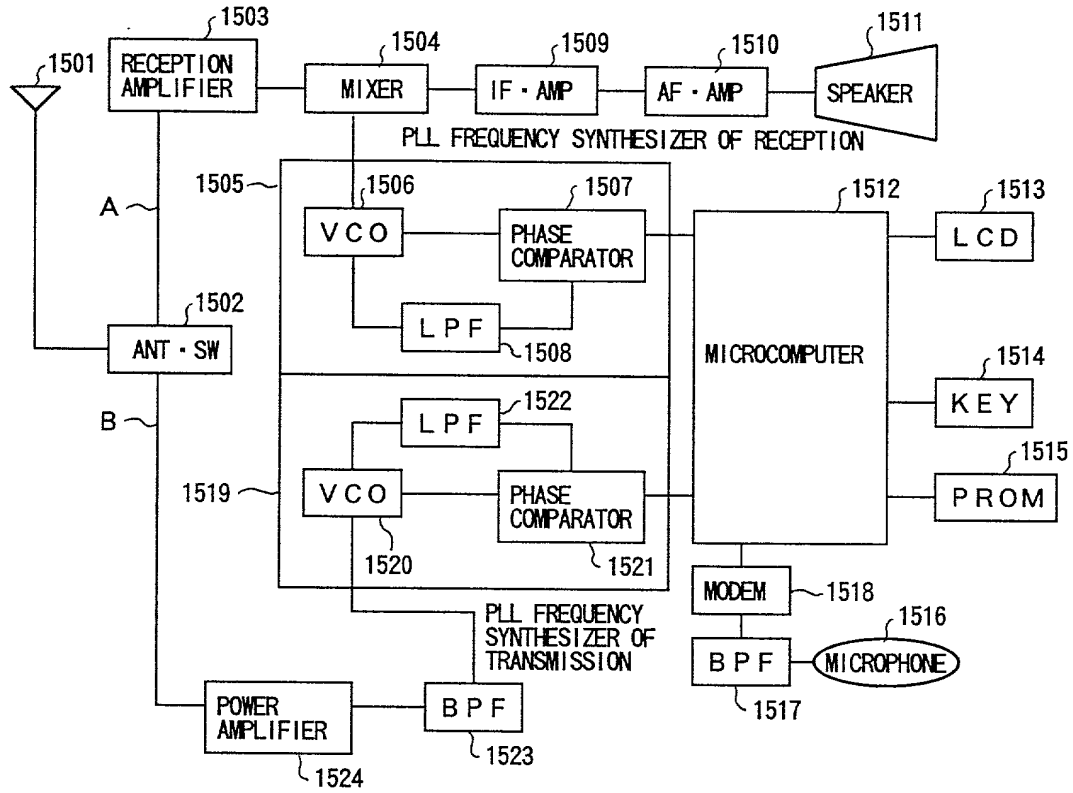 1503
1504
1509
1510
1511
1501
RECEPTION
AMPLIFIER
MIXER
IF・AMP
AF・AMP
SPEAKER
PLL FREQUENCY SYNTHESIZER OF RECEPTION
1505
1506
1507
1512
1513
A
VCO
PHASE
COMPARATOR
LCD
1502
LPF
1508
ANT・SW
MICROCOMPUTER
1514
B
1522
LPF
KEY
1519
VCO
PHASE
COMPARATOR
1515
PROM
1520
1521
MODEM
1518
PLL FREQUENCY
SYNTHESIZER OF
TRANSMISSION
1516
BPF
MICROPHONE
1517
POWER
AMPLIFIER
BPF
1523
1524